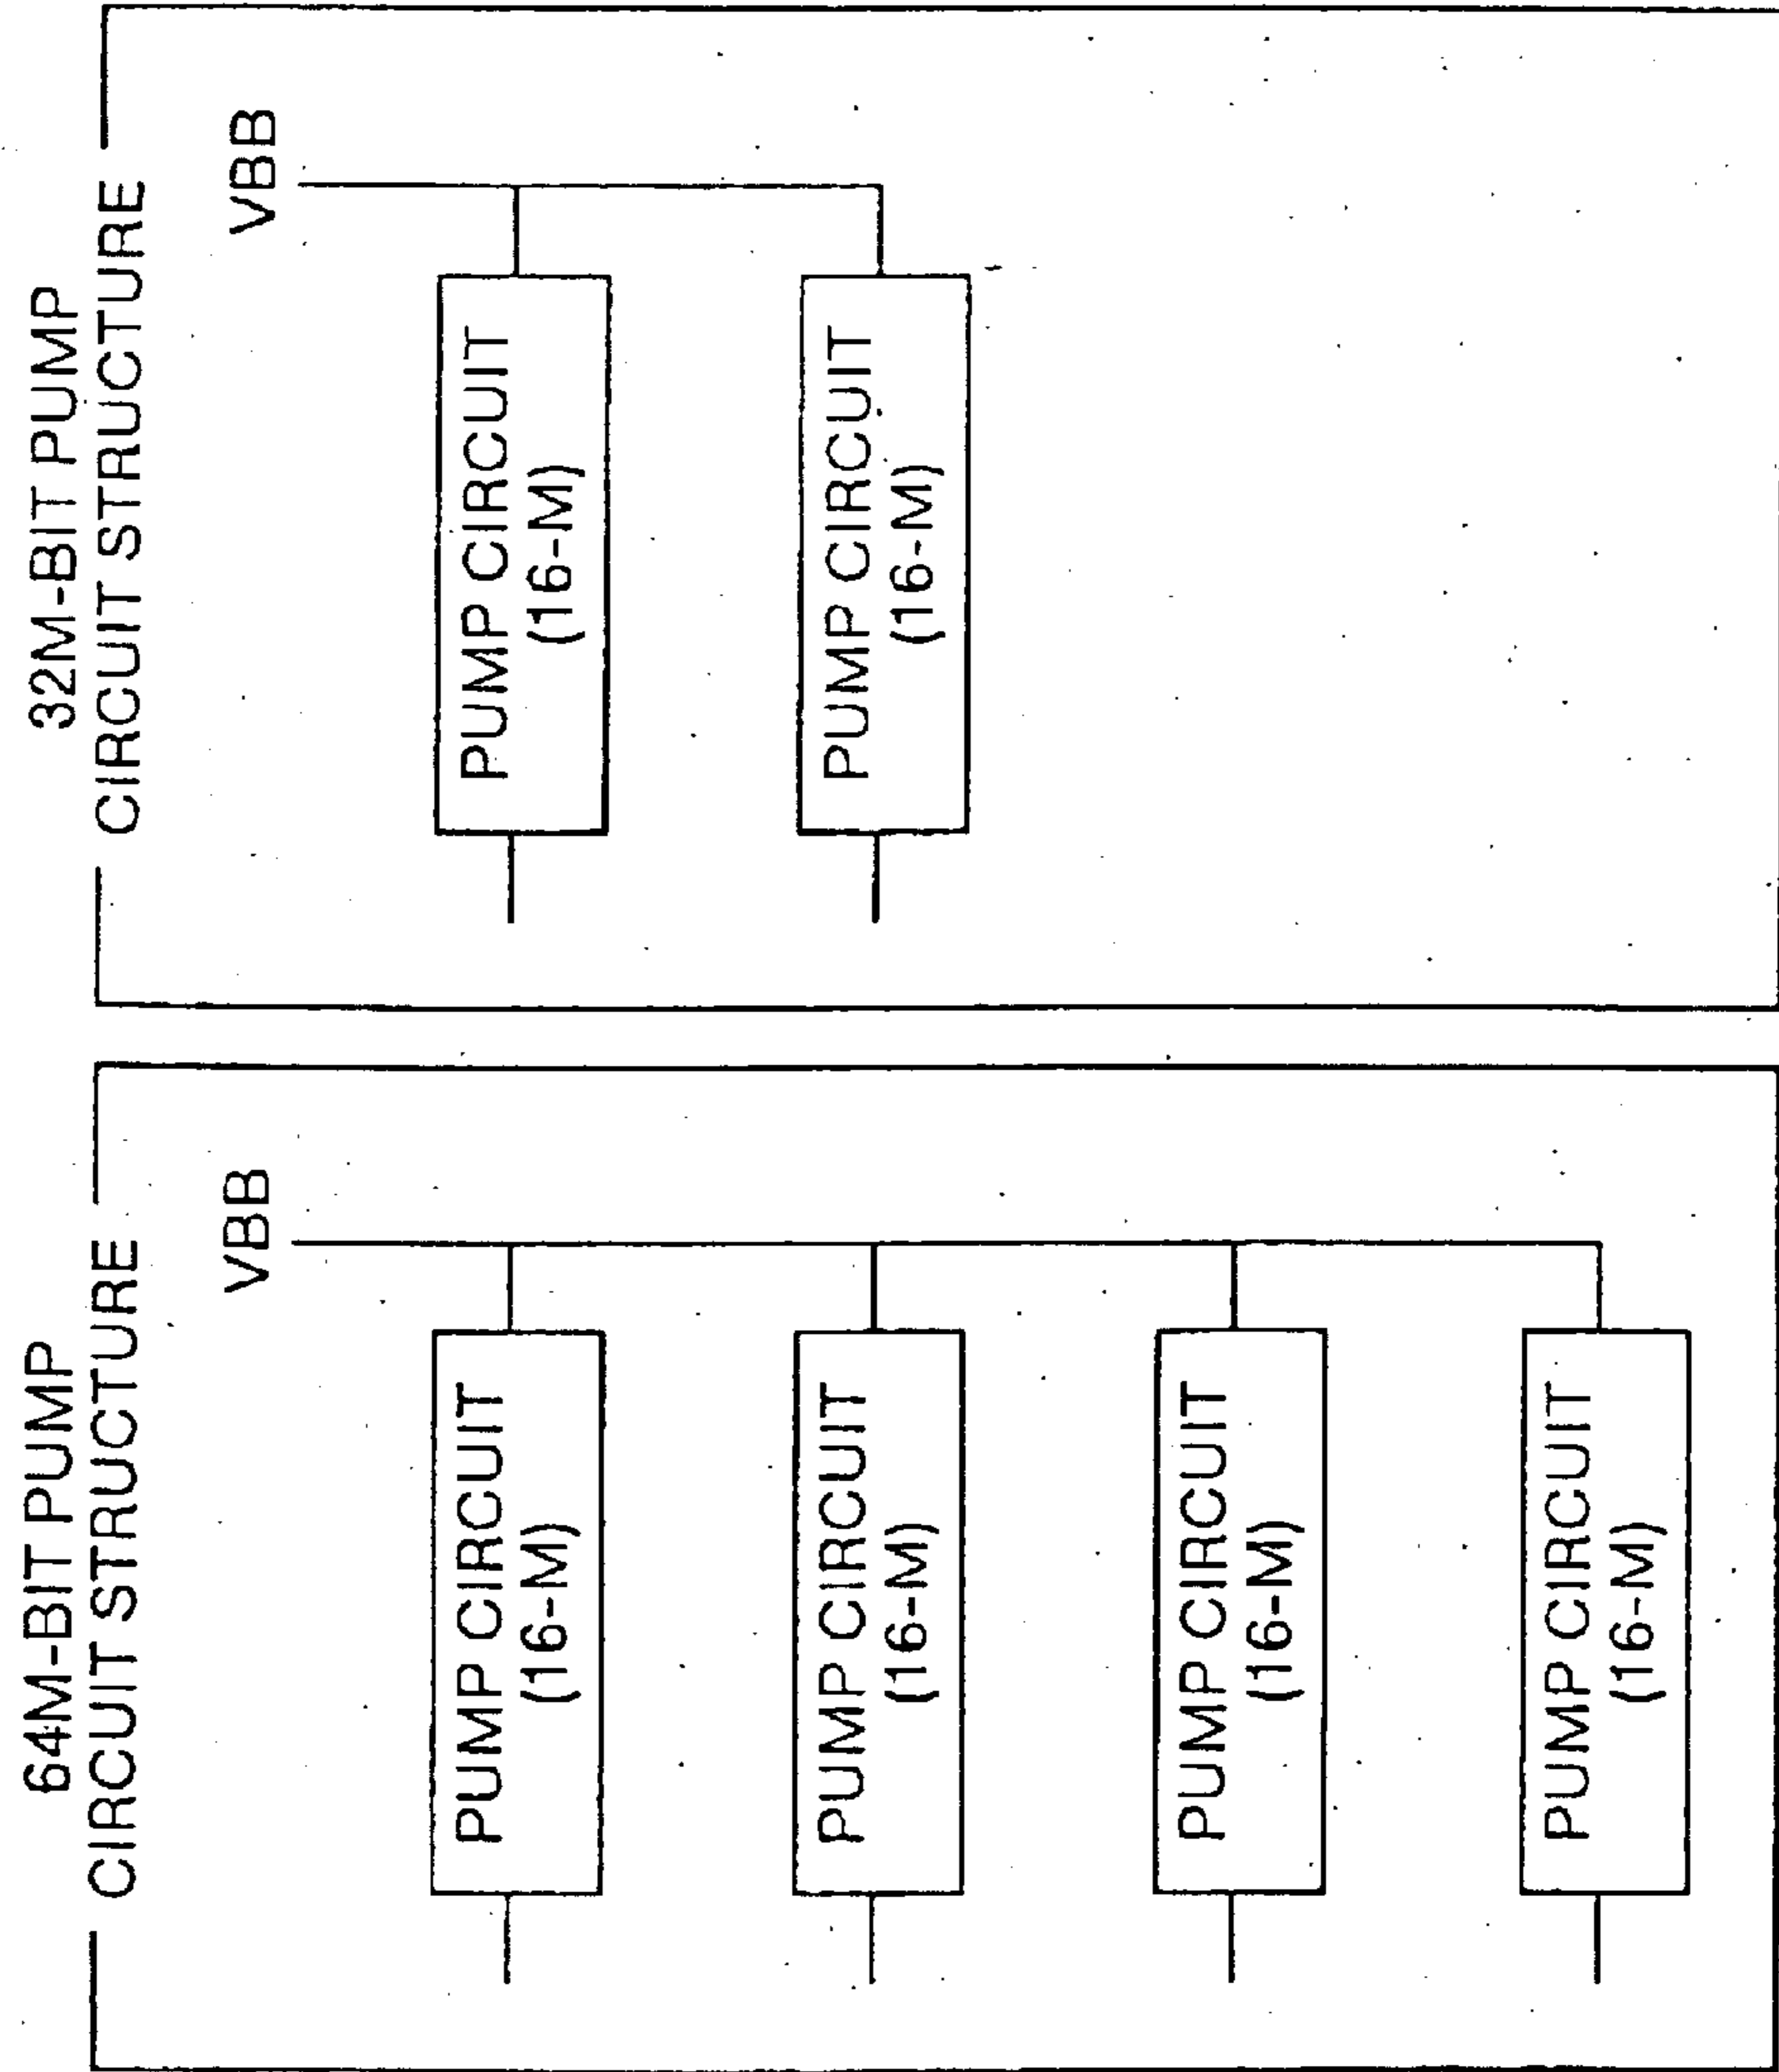 64M-BIT PUMP
CIRCUIT STRUCTURE
VBB
PUMP CIRCUIT
(16-M)
PUMP CIRCUIT
(16-M)
PUMP CIRCUIT
(16-M)
PUMP CIRCUIT
(16-M)
32M-BIT PUMP
CIRCUIT STRUCTURE
VBB
PUMP CIRCUIT
(16-M)
PUMP CIRCUIT
(16-M)